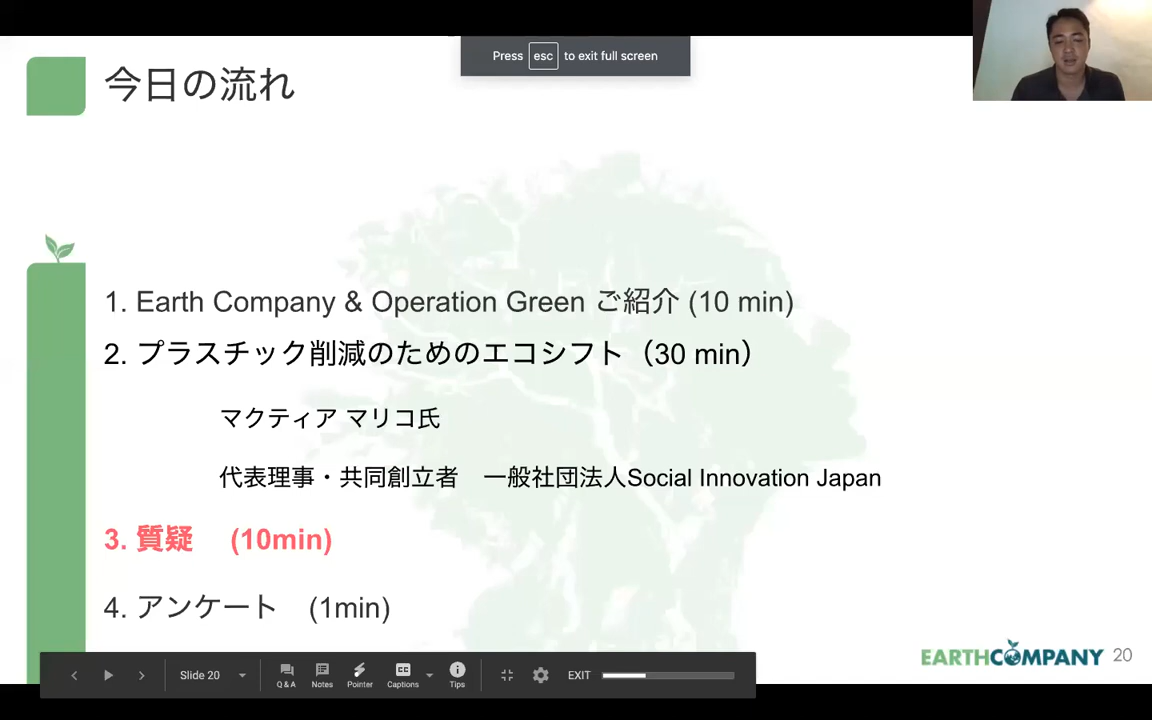 Press esc to exit full screen
今日の流れ
1. Earth Company & Operation Green ご紹介 (10 min)
2. プラスチック削減のためのエコシフト（30 min）
マクティア マリコ氏
代表理事・共同創立者　一般社団法人Social Innovation Japan
3. 質疑　(10min)
4. アンケート　(1min)
EARTHCOMPANY 20
Slide 20 Q & A Notes Pointer CC Captions Tips EXIT